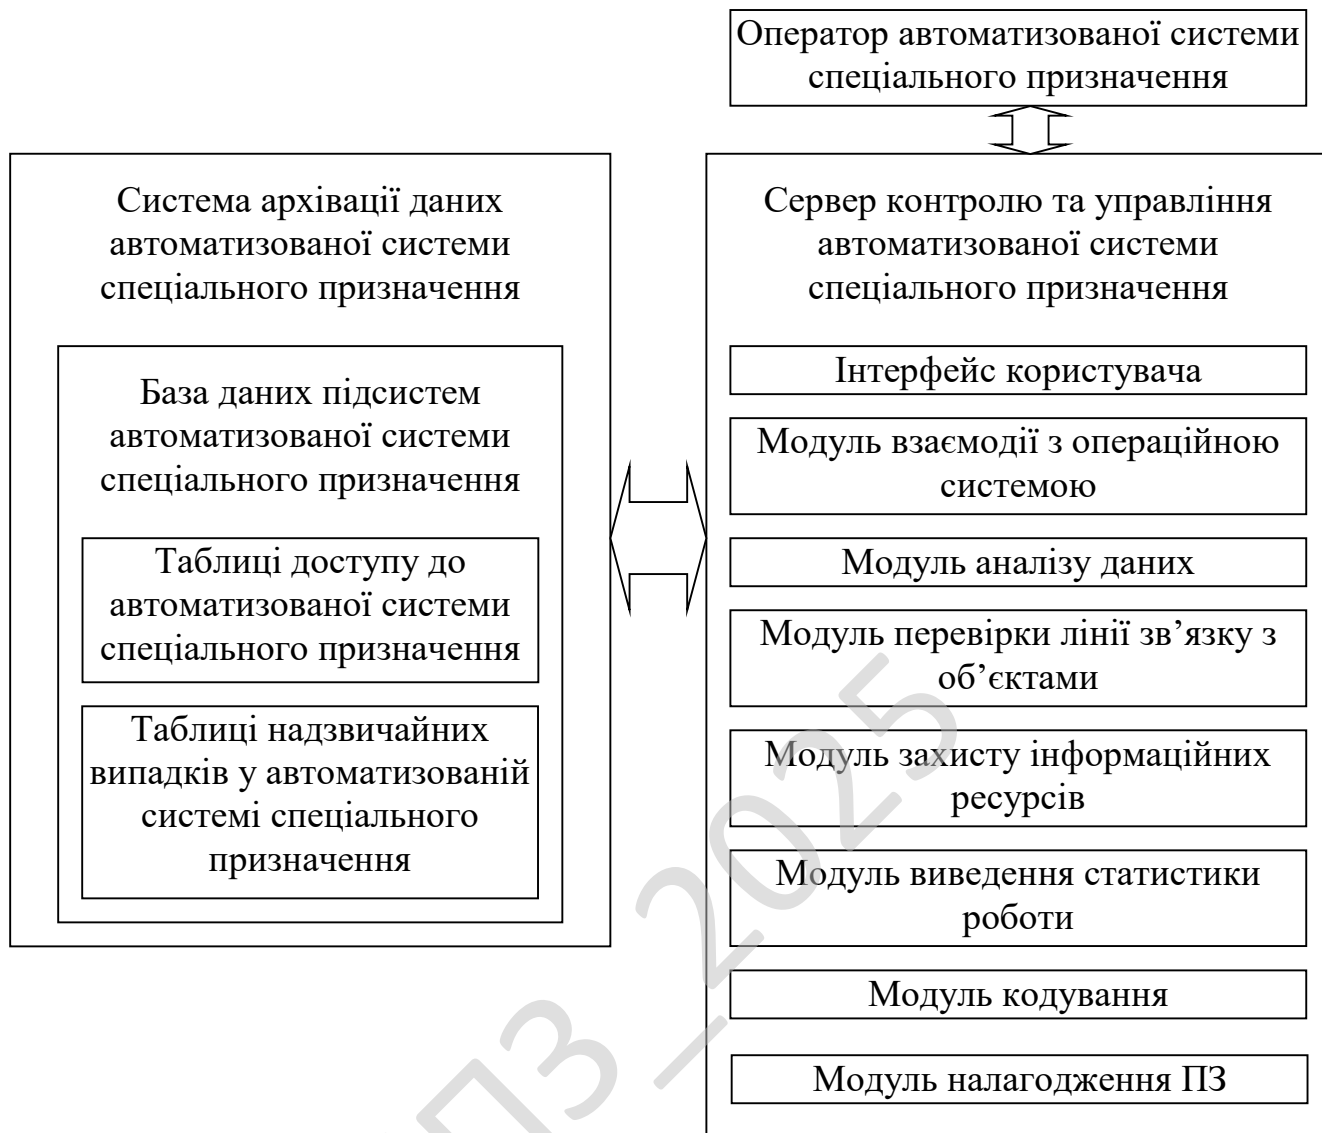 Оператор автоматизованої системи
спеціального призначення
Система архівації даних
автоматизованої системи
спеціального призначення
База даних підсистем
автоматизованої системи
спеціального призначення
Таблиці доступу до
автоматизованої системи
спеціального призначення
Таблиці надзвичайних
випадків у автоматизованій
системі спеціального
призначення
Сервер контролю та управління
автоматизованої системи
спеціального призначення
Інтерфейс користувача
Модуль взаємодії з операційною
системою
Модуль аналізу даних
Модуль перевірки лінії зв’язку з
об’єктами
Модуль захисту інформаційних
ресурсів
Модуль виведення статистики
роботи
Модуль кодування
Модуль налагодження ПЗ
ПЗ_2025